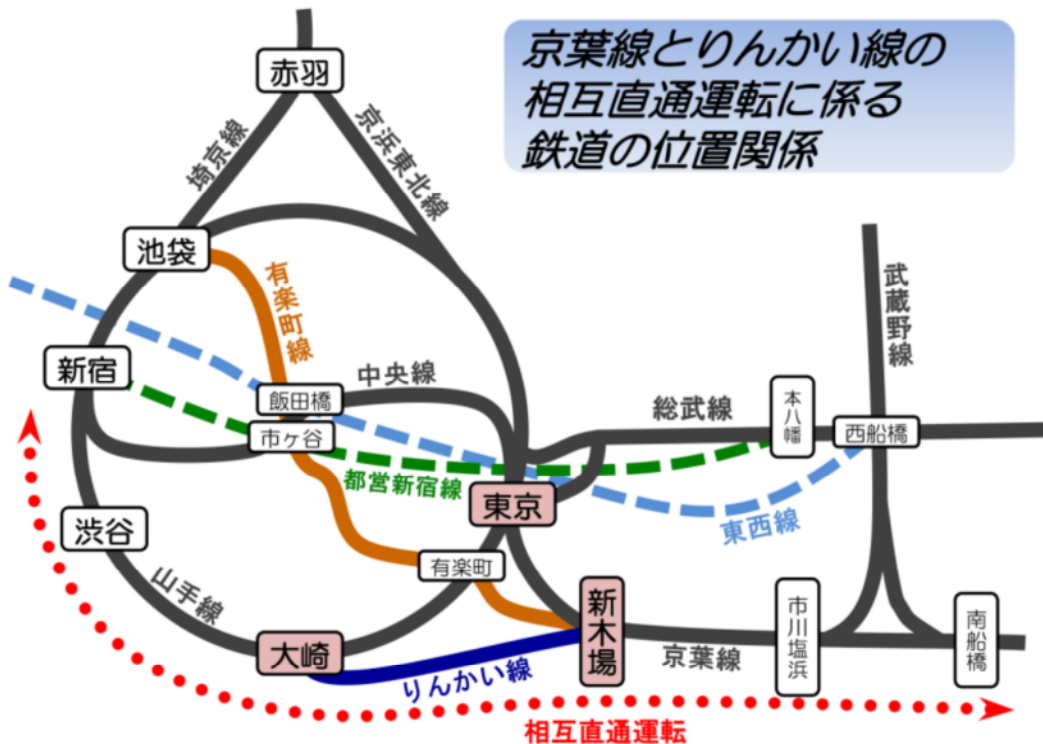 京葉線とりんかい線の
相互直通運転に係る
鉄道の位置関係
赤羽
埼京線
京浜東北線
池袋
有楽町線
武蔵野線
新宿
中央線
飯田橋
市ヶ谷
総武線
本八幡
西船橋
都営新宿線
東京
東西線
渋谷
有楽町
山手線
新木場
市川塩浜
南船橋
大崎
りんかい線
京葉線
相互直通運転